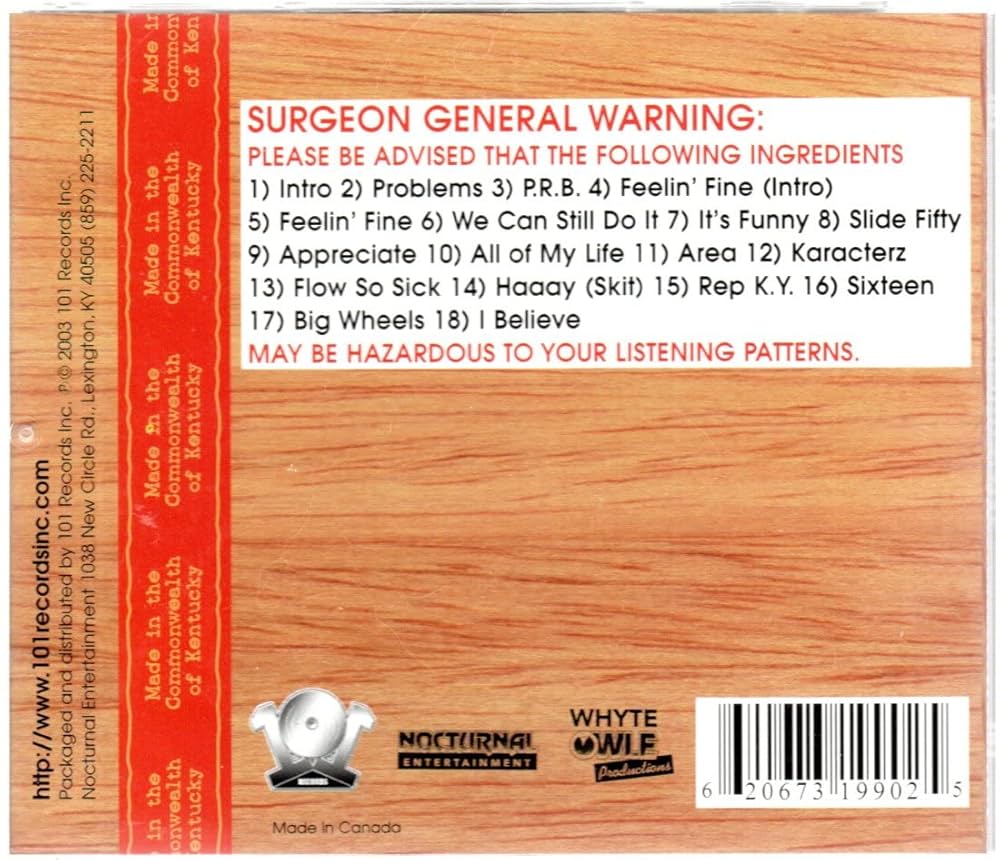 SURGEON GENERAL WARNING:
PLEASE BE ADVISED THAT THE FOLLOWING INGREDIENTS
1) Intro 2) Problems 3) P.R.B. 4) Feelin' Fine (Intro)
5) Feelin' Fine 6) We Can Still Do It 7) It's Funny 8) Slide Fifty
9) Appreciate 10) All of My Life 11) Area 12) Karacterz
13) Flow So Sick 14) Haaay (Skit) 15) Rep K.Y. 16) Sixteen
17) Big Wheels 18) I Believe
MAY BE HAZARDOUS TO YOUR LISTENING PATTERNS.
http://www.101recordsinc.com
Packaged and distributed by 101 Records Inc. ℗© 2003 101 Records Inc.
Nocturnal Entertainment 1038 New Circle Rd., Lexington, KY 40505 (859) 225-2211
in the
monwealth
entucky
Made in the
Commonwealth
of Kentucky
Made in the
Commonwealth
of Kentucky
Made in the
Commonwealth
of Kentucky
Made in
Common
of Ken
NOCTURNAL
ENTERTAINMENT
WHYTE
OWLE
Productions
6 20673 19902 5
Made in Canada